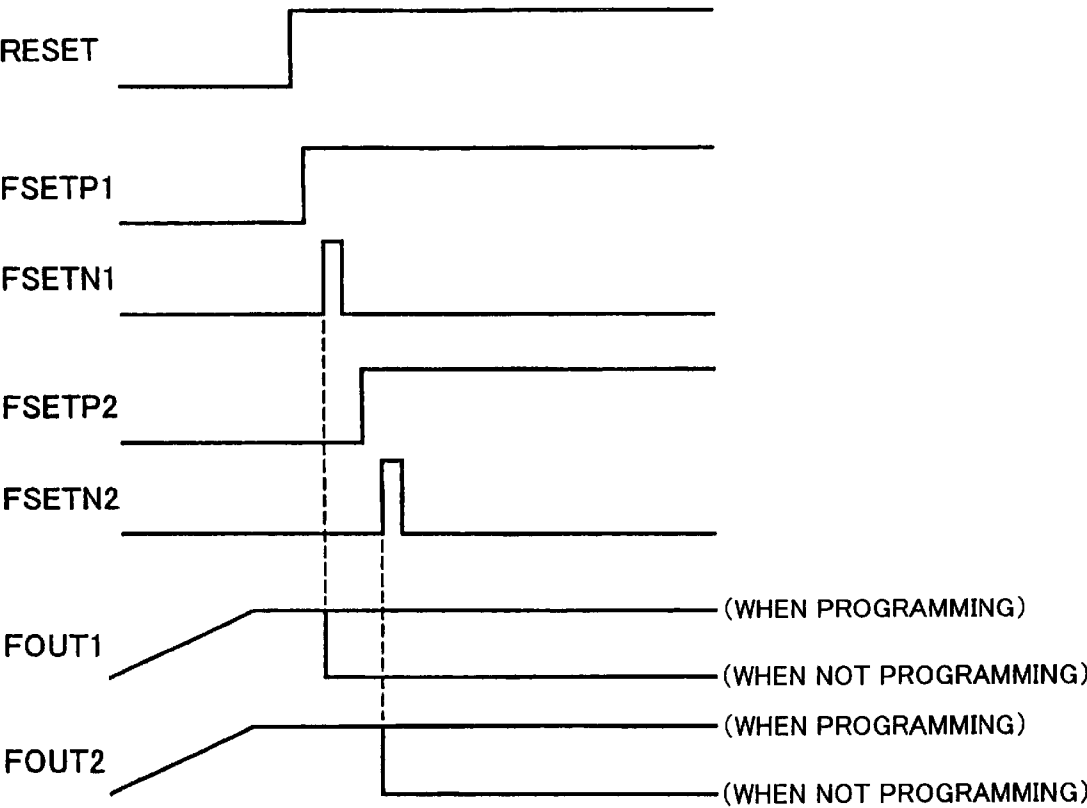 RESET
FSETP1
FSETN1
FSETP2
FSETN2
FOUT1
(WHEN PROGRAMMING)
(WHEN NOT PROGRAMMING)
FOUT2
(WHEN PROGRAMMING)
(WHEN NOT PROGRAMMING)